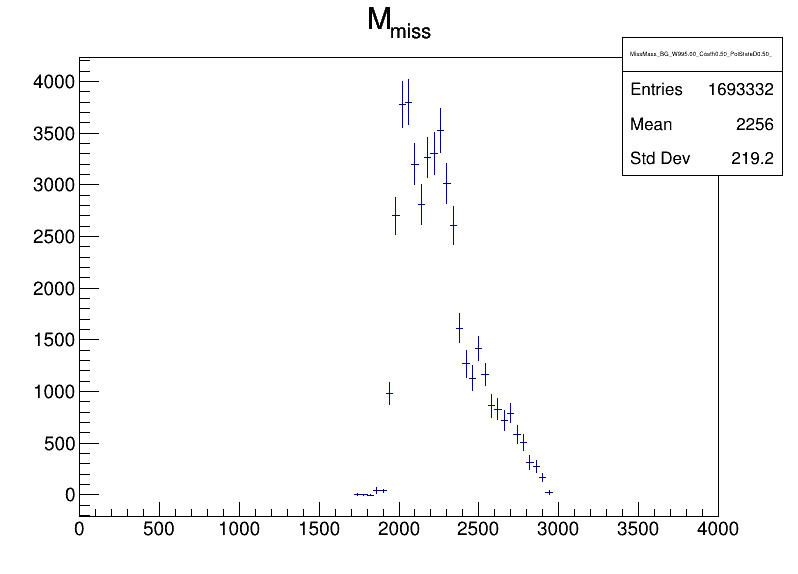 M_miss
MissMass_BG_W995.00_Costh0.50_PolStateD0.50_
Entries 1693332
Mean 2256
Std Dev 219.2
4000
3500
3000
2500
2000
1500
1000
500
0
0 500 1000 1500 2000 2500 3000 3500 4000